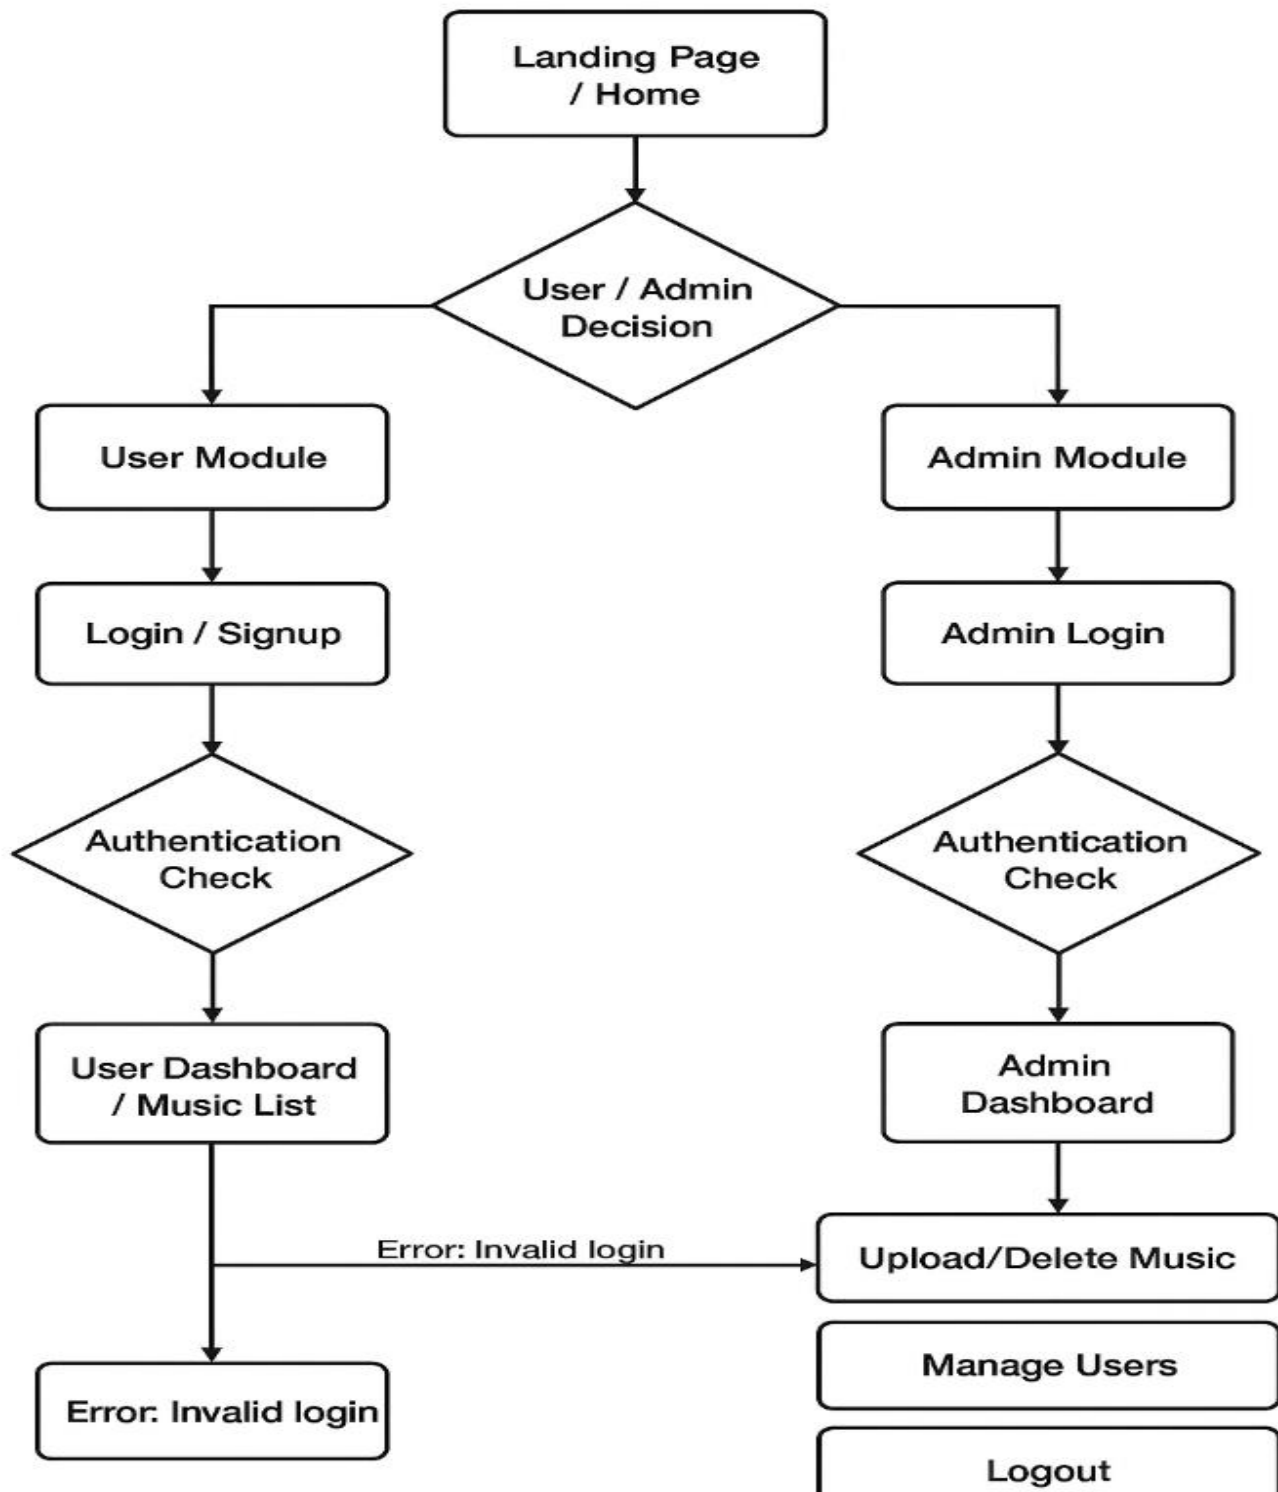 Landing Page
/ Home
User / Admin
Decision
User Module
Admin Module
Login / Signup
Admin Login
Authentication
Check
Authentication
Check
User Dashboard
/ Music List
Admin
Dashboard
Error: Invalid login
Upload/Delete Music
Manage Users
Error: Invalid login
Logout